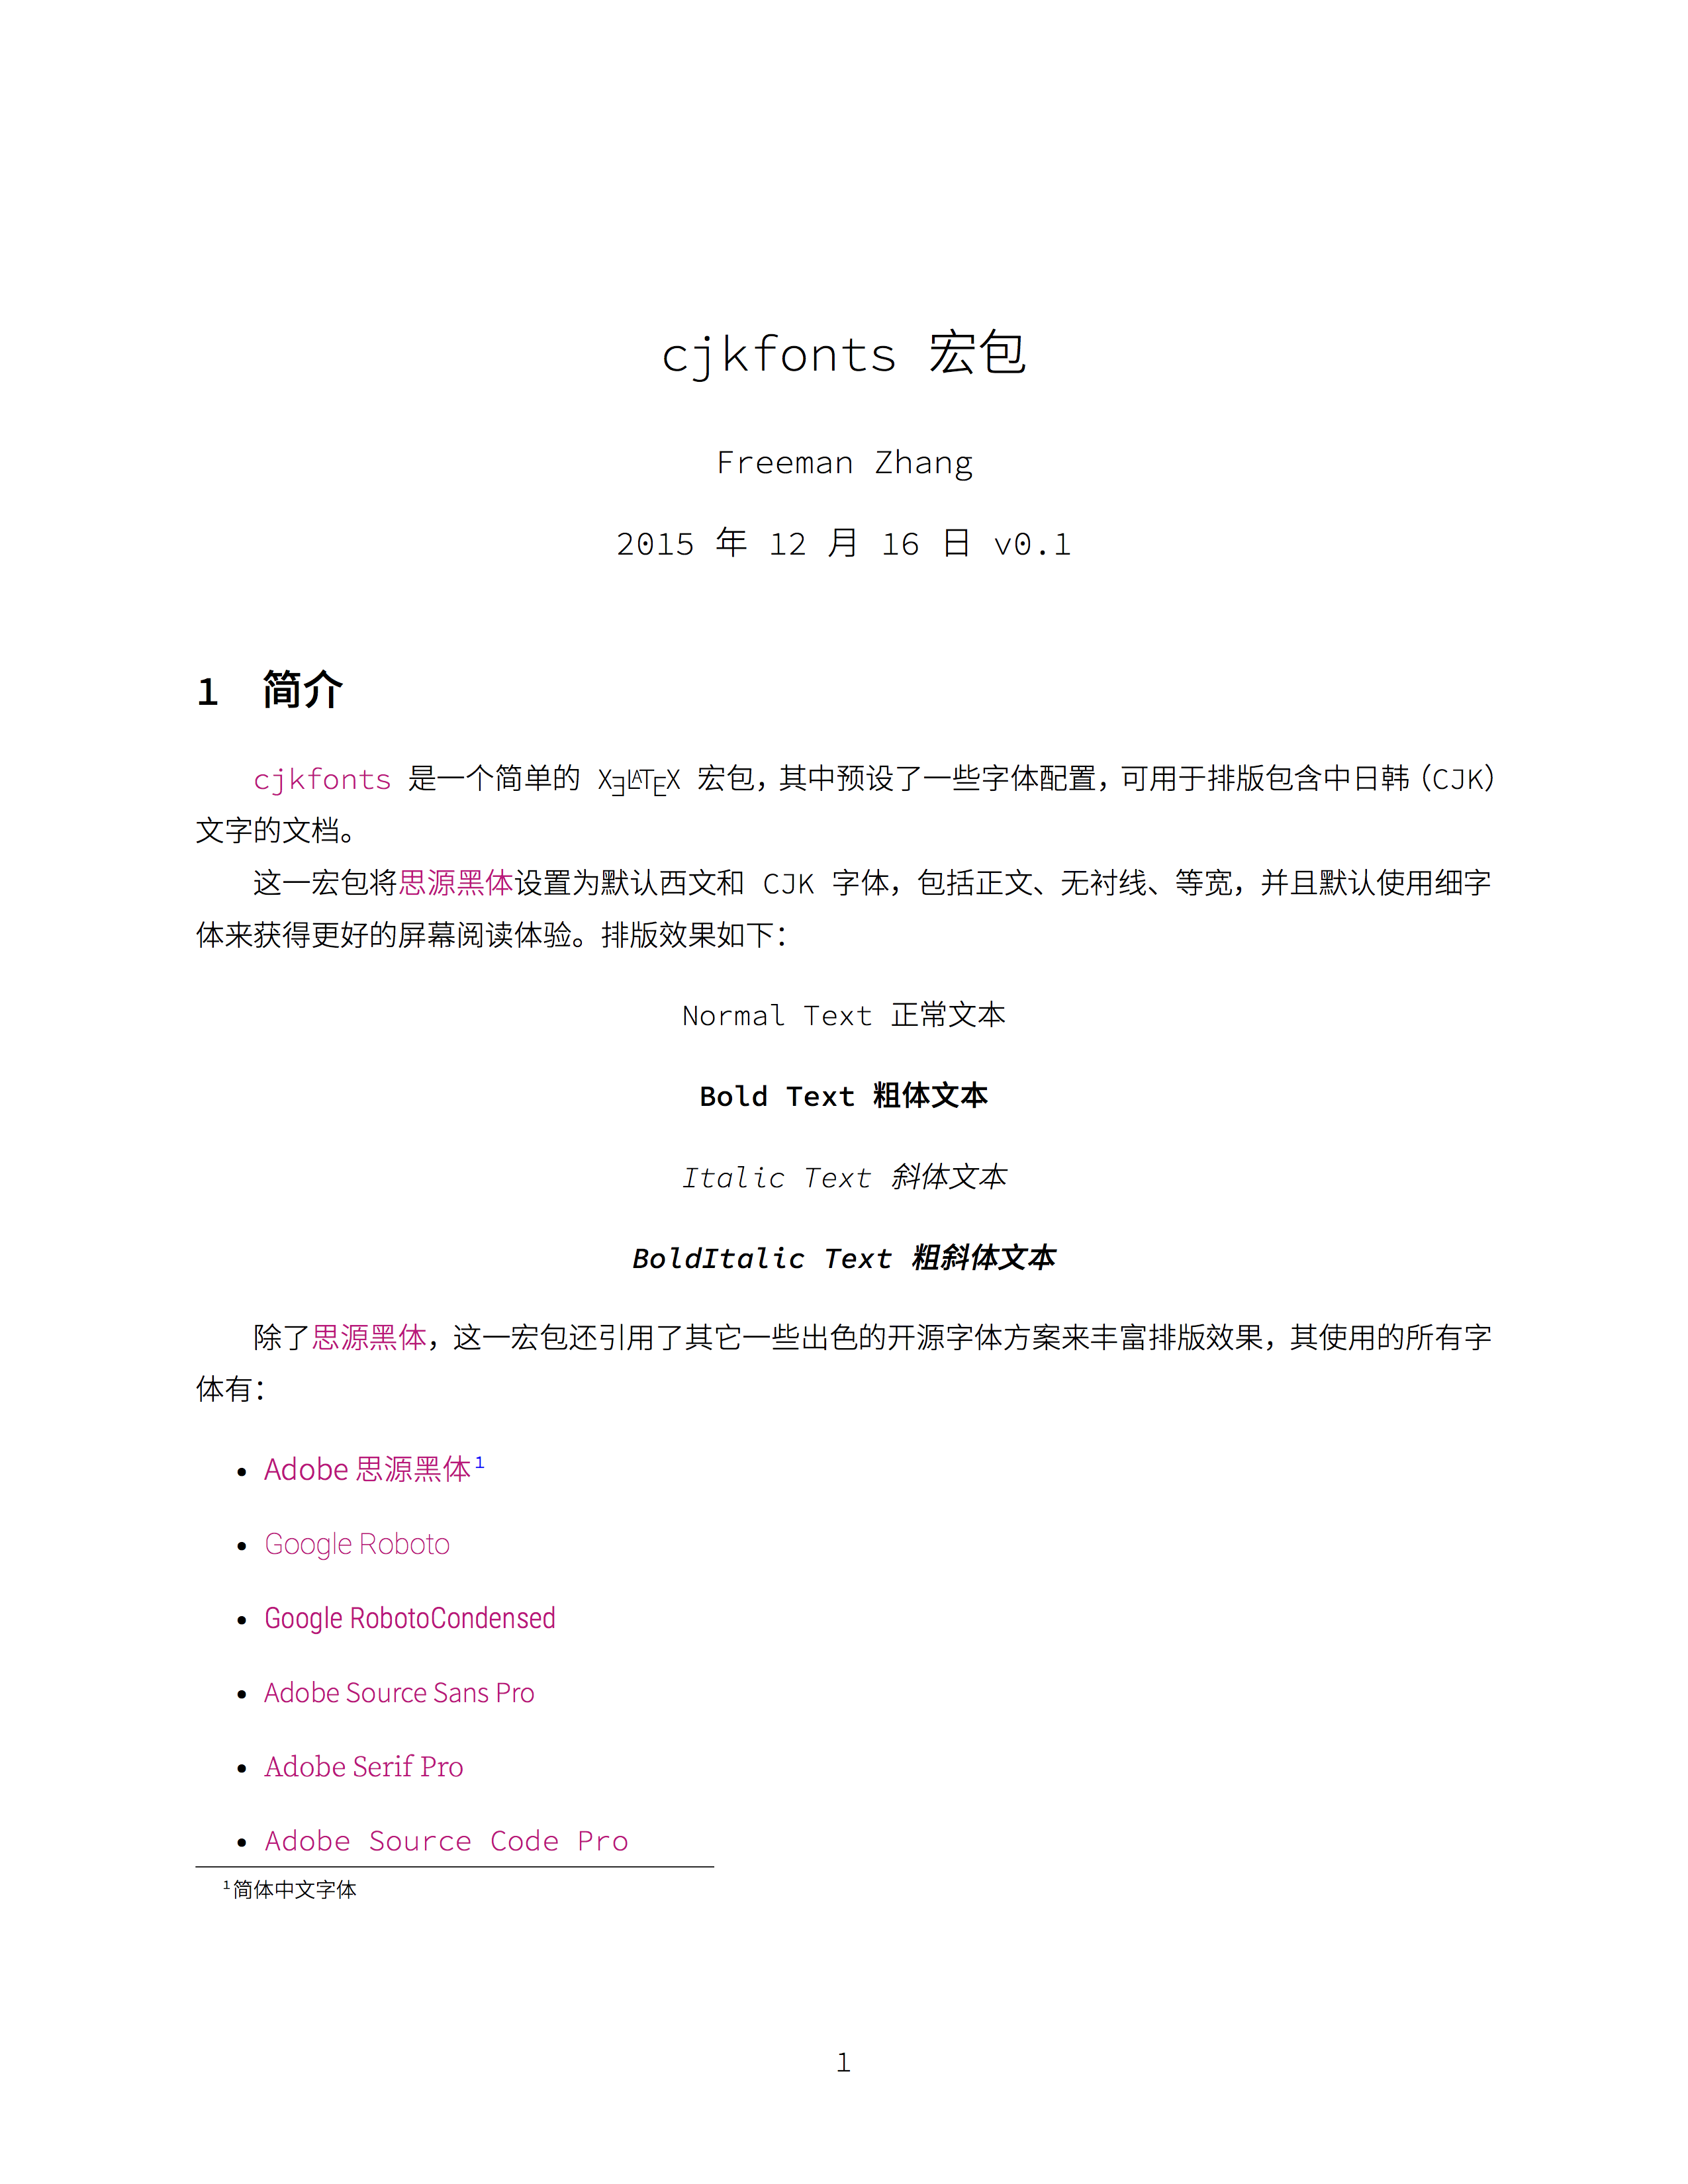 cjkfonts 宏包
Freeman Zhang
2015 年 12 月 16 日 v0.1
1 简介
cjkfonts 是一个简单的 XƎLATEX 宏包，其中预设了一些字体配置，可用于排版包含中日韩（CJK）
文字的文档。
这一宏包将思源黑体设置为默认西文和 CJK 字体，包括正文、无衬线、等宽，并且默认使用细字
体来获得更好的屏幕阅读体验。排版效果如下：
Normal Text 正常文本
Bold Text 粗体文本
Italic Text 斜体文本
BoldItalic Text 粗斜体文本
除了思源黑体，这一宏包还引用了其它一些出色的开源字体方案来丰富排版效果，其使用的所有字
体有：
• Adobe 思源黑体1
• Google Roboto
• Google RobotoCondensed
• Adobe Source Sans Pro
• Adobe Serif Pro
• Adobe Source Code Pro
1简体中文字体
1